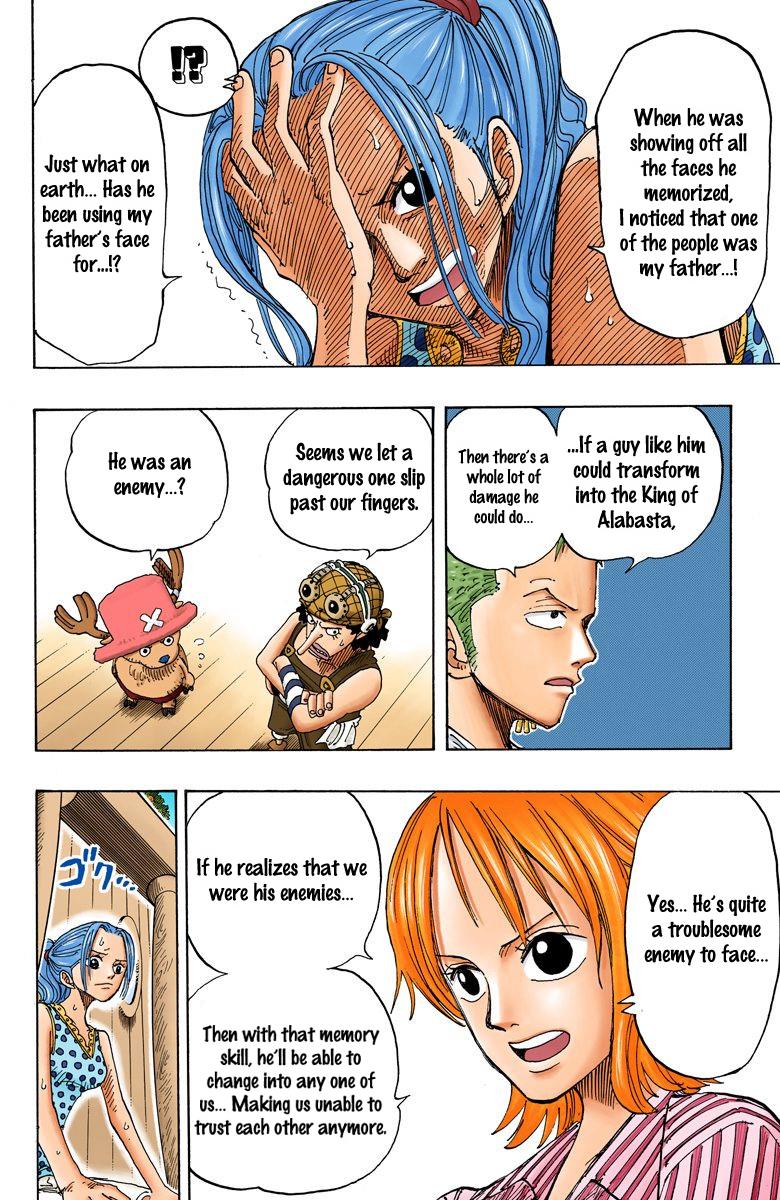 When he was
showing off all
the faces he
memorized,
I noticed that one
of the people was
my father...!
!?
Just what on
earth... Has he
been using my
father's face
for...!?
...If a guy like him
could transform
into the King of
Alabasta,
Then there's a
whole lot of
damage he
could do...
Seems we let a
dangerous one slip
past our fingers.
He was an
enemy...?
Yes... He's quite
a troublesome
enemy to face...
If he realizes that we
were his enemies...
Then with that memory
skill, he'll be able to
change into any one of
us... Making us unable to
trust each other anymore.
ゴク...